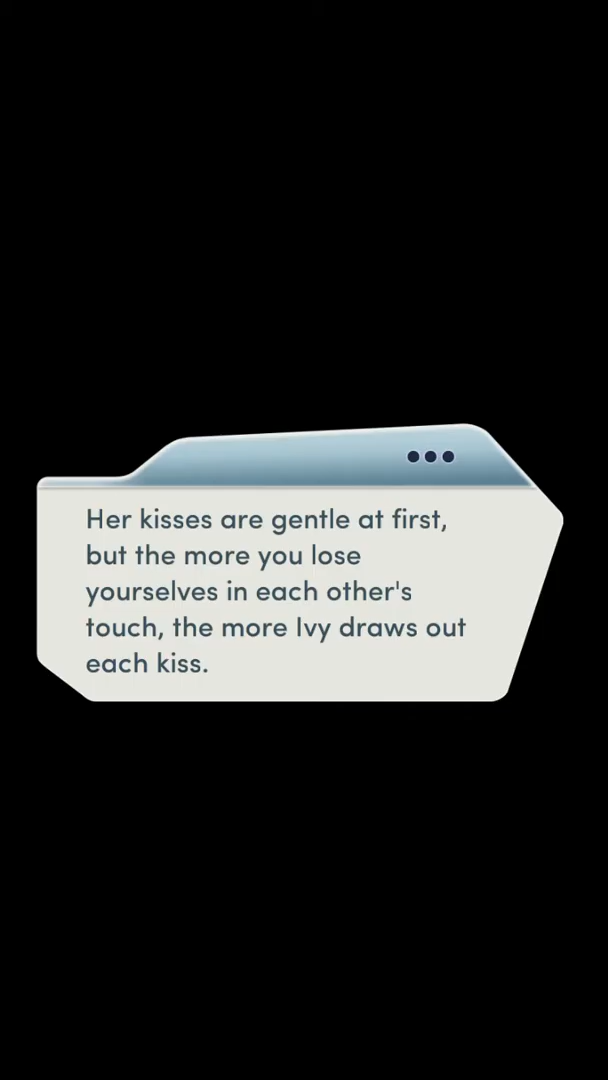 Her kisses are gentle at first,
but the more you lose
yourselves in each other's
touch, the more Ivy draws out
each kiss.